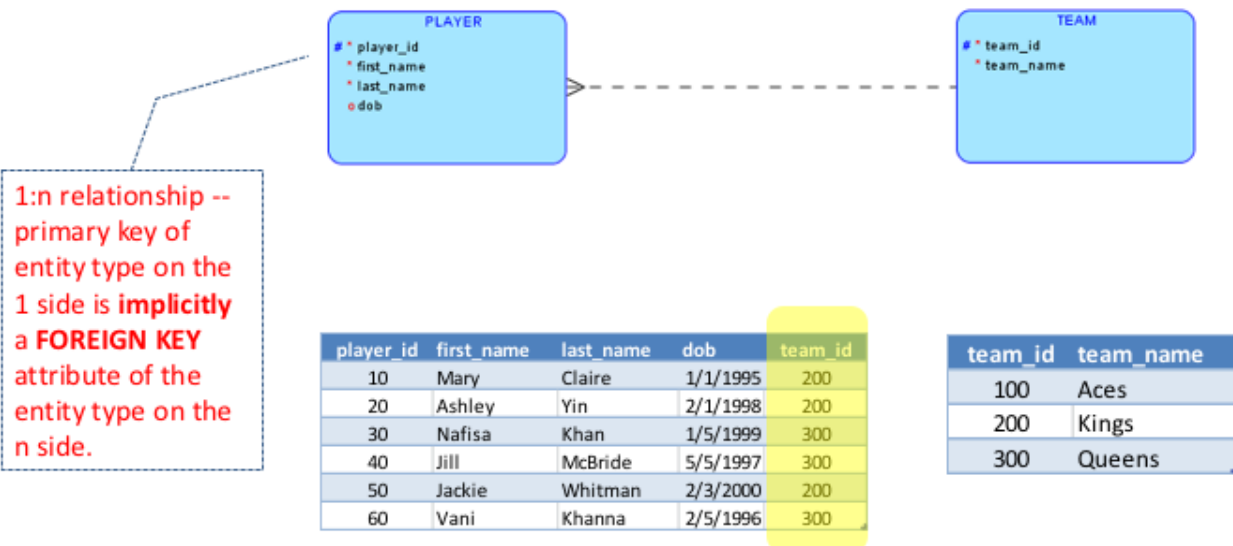 PLAYER
# * player_id
* first_name
* last_name
o dob
TEAM
# * team_id
* team_name
1:n relationship --
primary key of
entity type on the
1 side is implicitly
a FOREIGN KEY
attribute of the
entity type on the
n side.
player_id first_name last_name dob team_id
10 Mary Claire 1/1/1995 200
20 Ashley Yin 2/1/1998 200
30 Nafisa Khan 1/5/1999 300
40 Jill McBride 5/5/1997 300
50 Jackie Whitman 2/3/2000 200
60 Vani Khanna 2/5/1996 300
team_id team_name
100 Aces
200 Kings
300 Queens